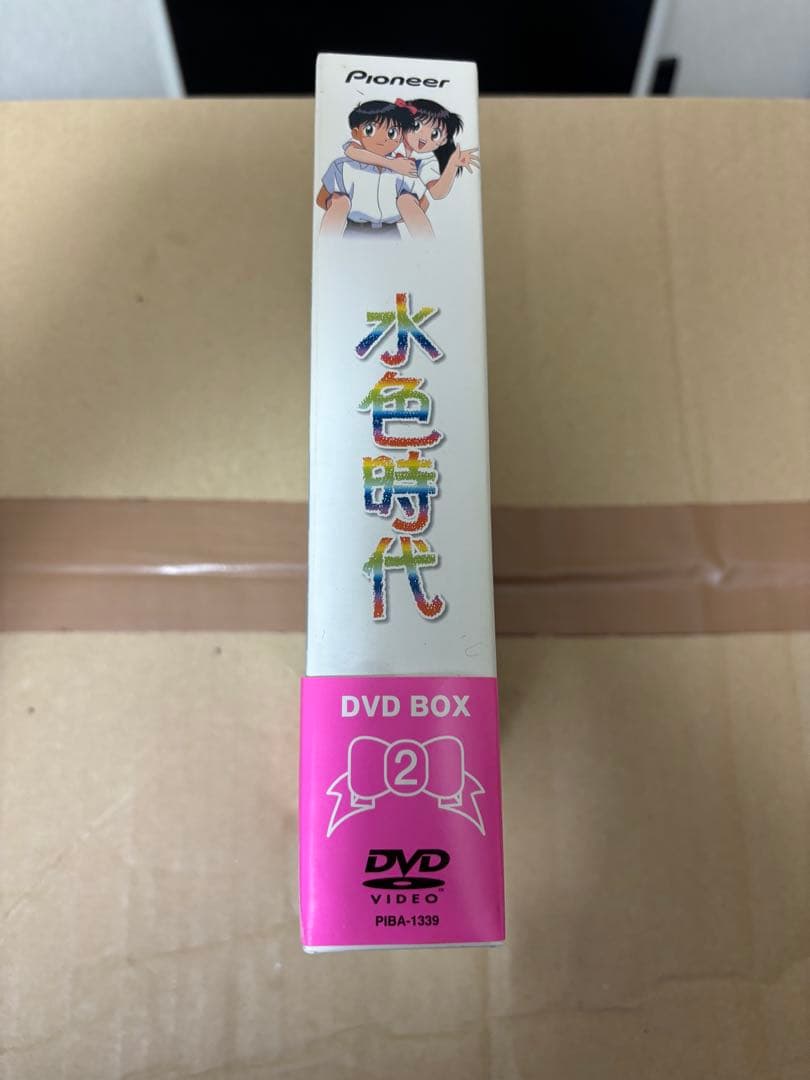 Pioneer
水色時代
DVD BOX
2
DVD
VIDEO
PIBA-1339